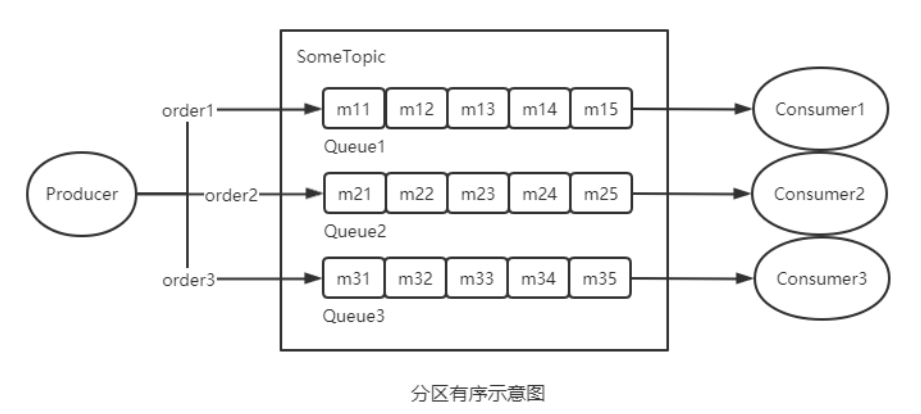 SomeTopic
order1
m11 m12 m13 m14 m15
Consumer1
Queue1
Producer
order2
m21 m22 m23 m24 m25
Consumer2
Queue2
order3
m31 m32 m33 m34 m35
Consumer3
Queue3
分区有序示意图